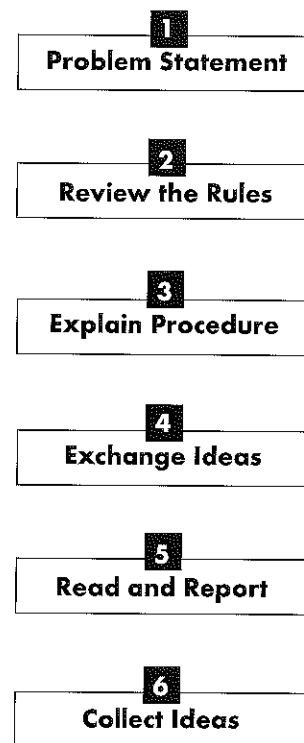 1
Problem Statement
2
Review the Rules
3
Explain Procedure
4
Exchange Ideas
5
Read and Report
6
Collect Ideas